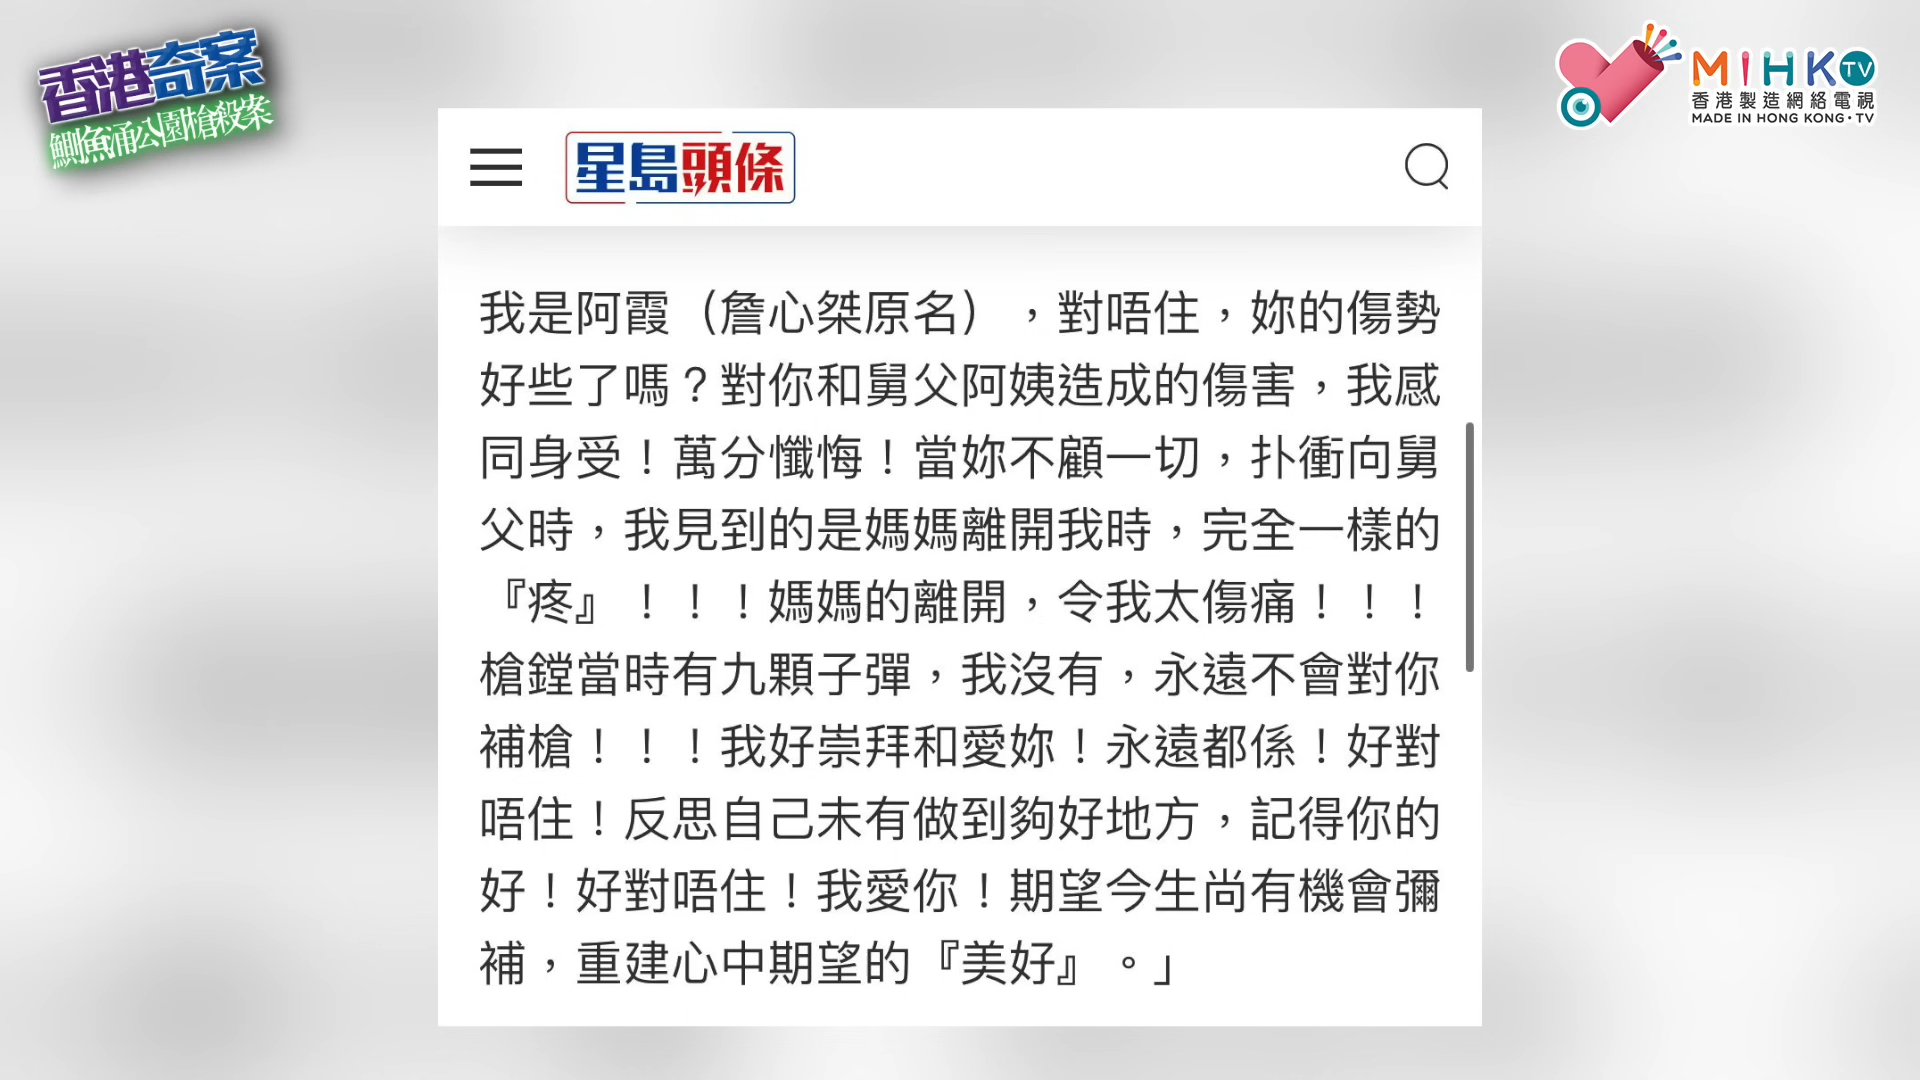 香港奇案
鰂魚涌公園槍殺案
MIHK TV
香港製造網絡電視
MADE IN HONG KONG・TV
星島頭條
我是阿霞（詹心桀原名），對唔住，妳的傷勢
好些了嗎？對你和舅父阿姨造成的傷害，我感
同身受！萬分懺悔！當妳不顧一切，扑衝向舅
父時，我見到的是媽媽離開我時，完全一樣的
『疼』！！！媽媽的離開，令我太傷痛！！！
槍鏜當時有九顆子彈，我沒有，永遠不會對你
補槍！！！我好崇拜和愛妳！永遠都係！好對
唔住！反思自己未有做到夠好地方，記得你的
好！好對唔住！我愛你！期望今生尚有機會彌
補，重建心中期望的『美好』。」